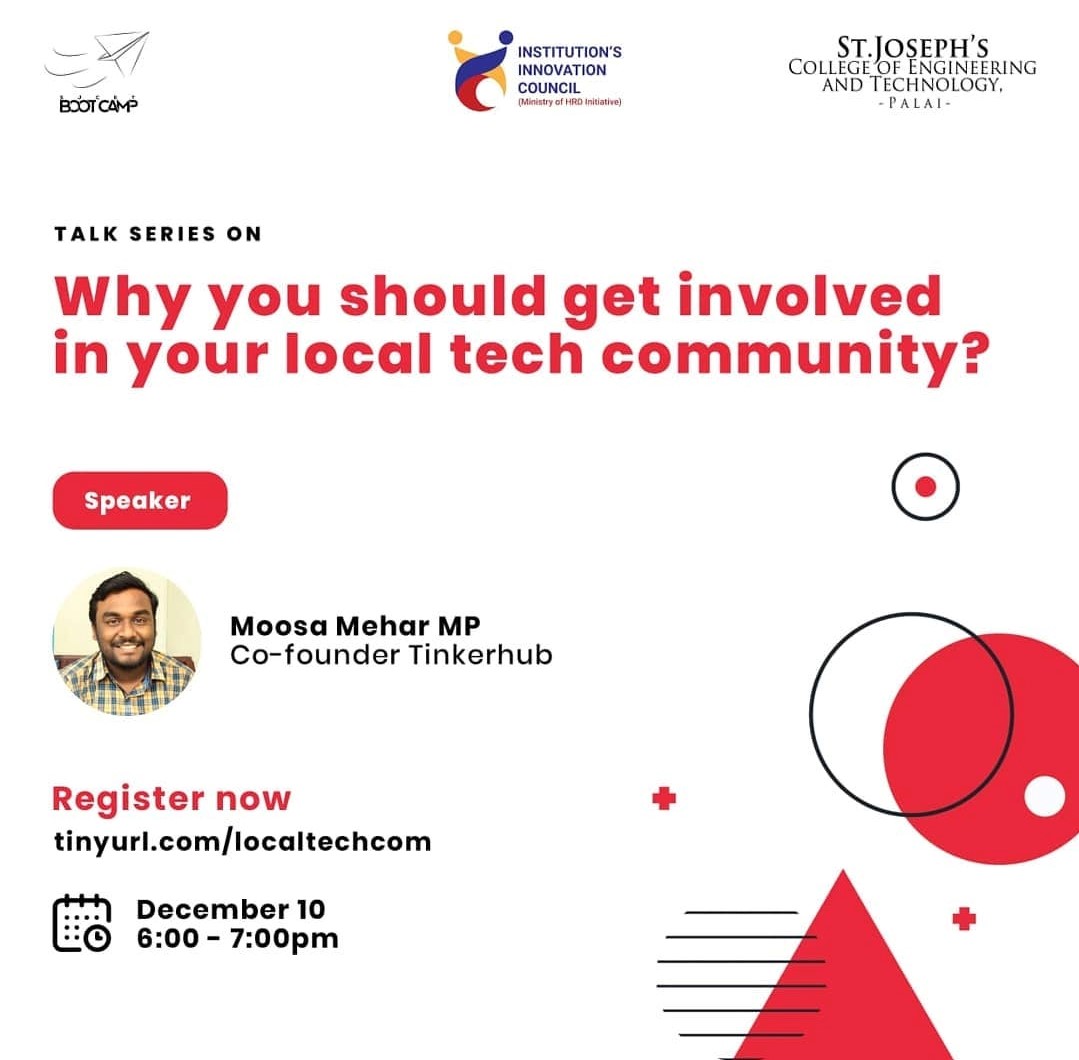 BOOTCAMP
INSTITUTION'S
INNOVATION
COUNCIL
(Ministry of HRD Initiative)
ST.JOSEPH'S
COLLEGE OF ENGINEERING
AND TECHNOLOGY,
-PALAI-
TALK SERIES ON
Why you should get involved
in your local tech community?
Speaker
Moosa Mehar MP
Co-founder Tinkerhub
Register now
tinyurl.com/localtechcom
December 10
6:00 - 7:00pm